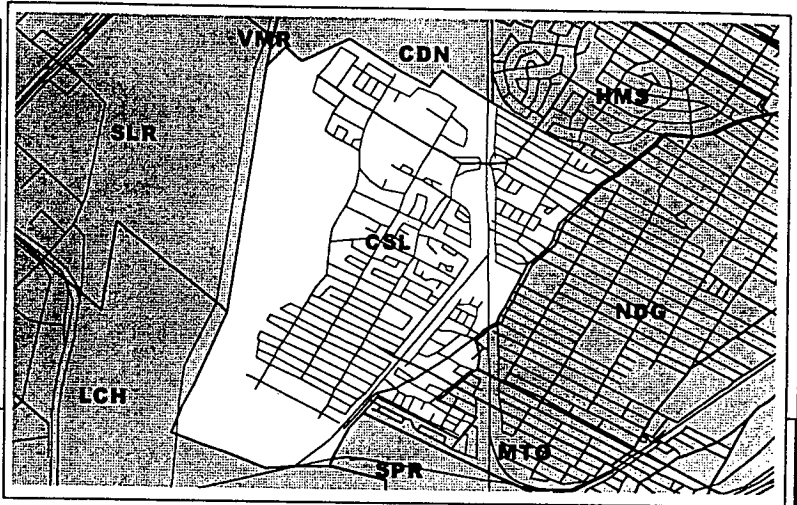 VMR
CDN
HMS
SLR
CSL
NDG
LCH
MTO
SPR